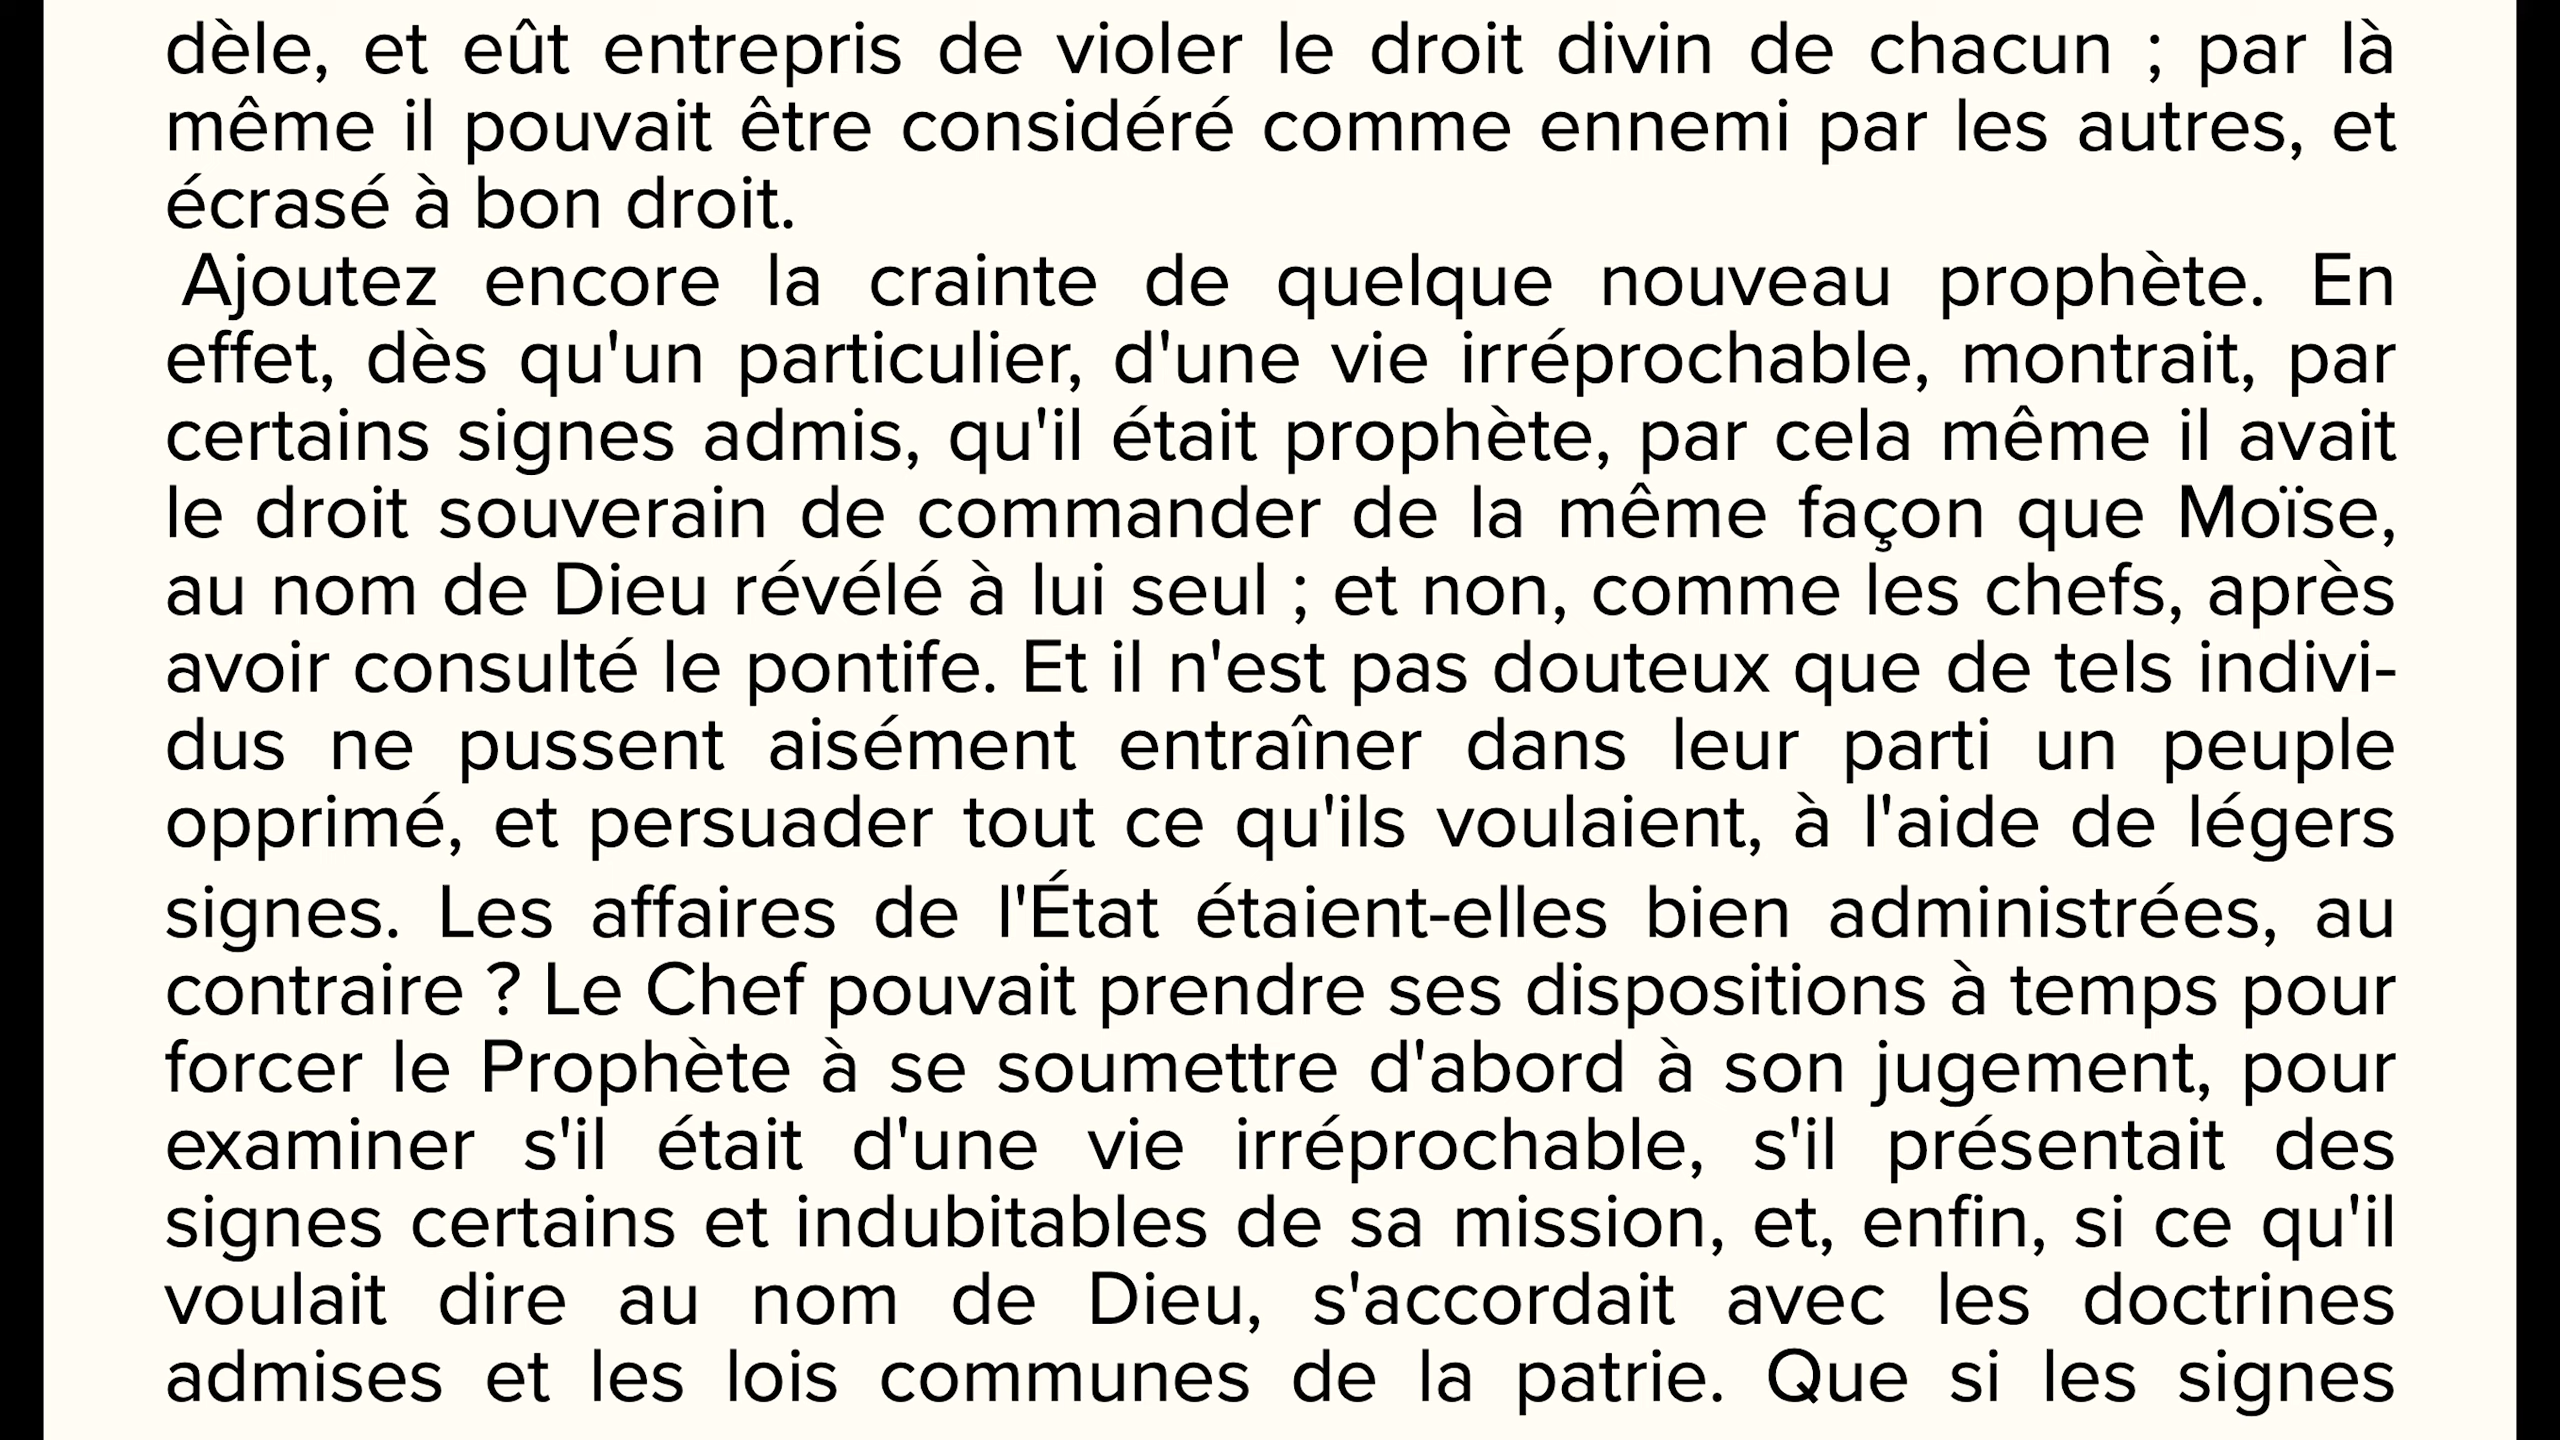 dèle, et eût entrepris de violer le droit divin de chacun ; par là
même il pouvait être considéré comme ennemi par les autres, et
écrasé à bon droit.
Ajoutez encore la crainte de quelque nouveau prophète. En
effet, dès qu'un particulier, d'une vie irréprochable, montrait, par
certains signes admis, qu'il était prophète, par cela même il avait
le droit souverain de commander de la même façon que Moïse,
au nom de Dieu révélé à lui seul ; et non, comme les chefs, après
avoir consulté le pontife. Et il n'est pas douteux que de tels indivi-
dus ne pussent aisément entraîner dans leur parti un peuple
opprimé, et persuader tout ce qu'ils voulaient, à l'aide de légers
signes. Les affaires de l'État étaient-elles bien administrées, au
contraire ? Le Chef pouvait prendre ses dispositions à temps pour
forcer le Prophète à se soumettre d'abord à son jugement, pour
examiner s'il était d'une vie irréprochable, s'il présentait des
signes certains et indubitables de sa mission, et, enfin, si ce qu'il
voulait dire au nom de Dieu, s'accordait avec les doctrines
admises et les lois communes de la patrie. Que si les signes